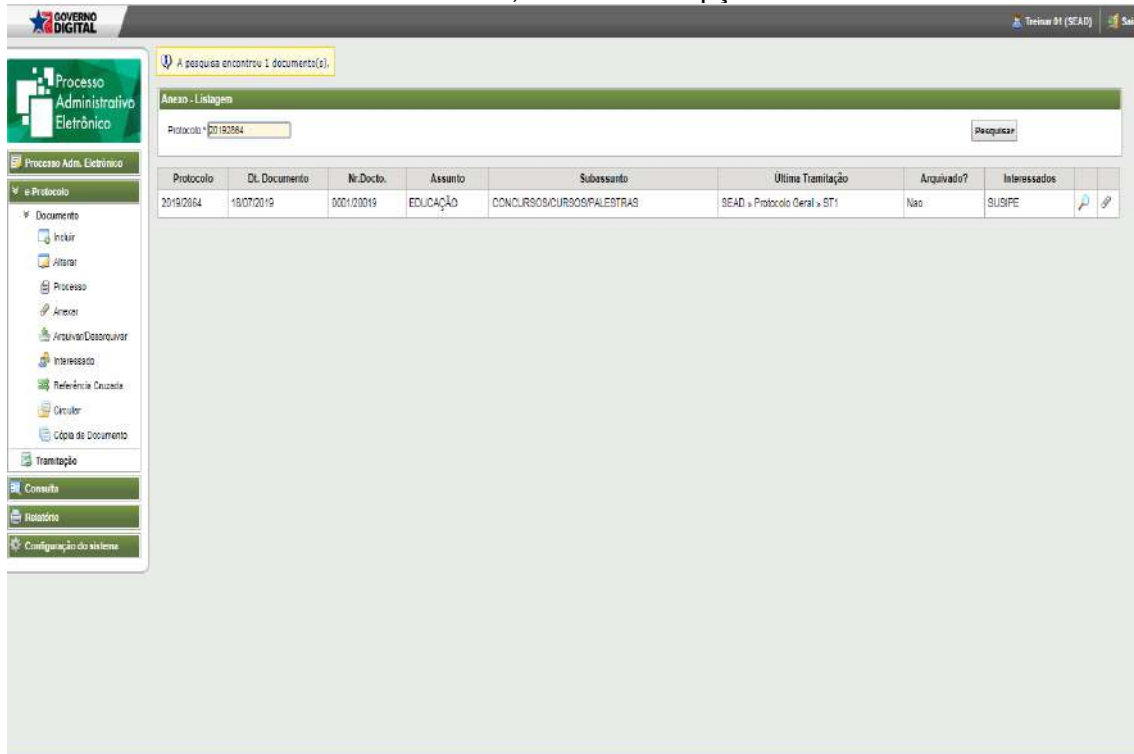 GOVERNO
DIGITAL
Treinar 01 (SEAD)
Sai
A pesquisa encontrou 1 documento(s).
Processo
Administrativo
Eletrônico
Anexo - Listagem
Protocolo * 20192864
Pesquisar
Processo Adm. Eletrônico
Protocolo Dt. Documento Nr.Docto. Assunto Subassunto Última Tramitação Arquivado? Interessados
2019/2864 18/07/2019 0001/20019 EDUCAÇÃO CONCURSOS/CURSOS/PALESTRAS SEAD » Protocolo Geral » ST1 Nao SUSIPE
e-Protocolo
Documento
Incluir
Alterar
Processo
Anexar
Arquivar/Desarquivar
Interessado
Referência Cruzada
Circular
Cópia de Documento
Tramitação
Consulta
Relatório
Configuração do sistema